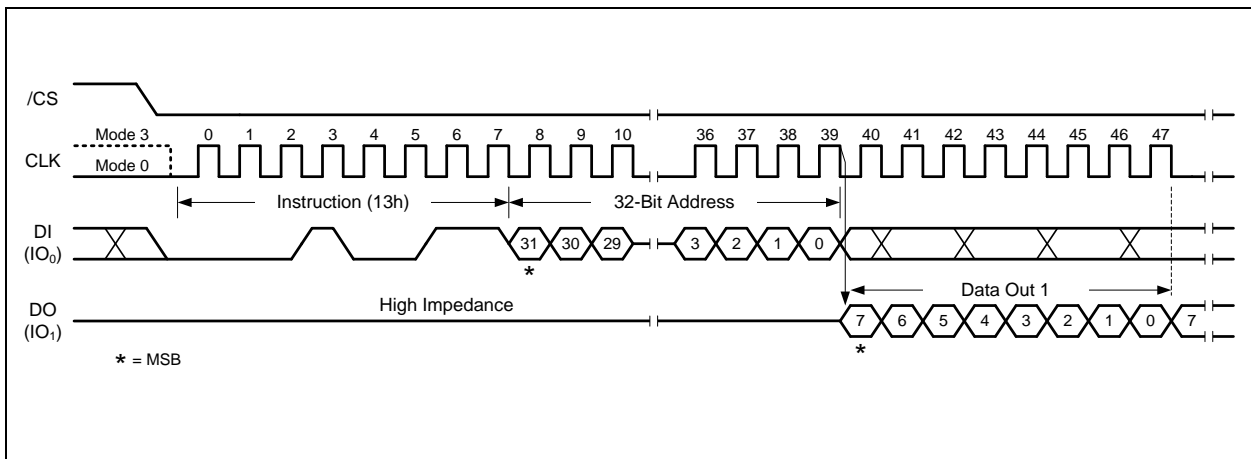 /CS
Mode 3
0 1 2 3 4 5 6 7 8 9 10 36 37 38 39 40 41 42 43 44 45 46 47
CLK
Mode 0
Instruction (13h)
32-Bit Address
DI
(IO0)
31 30 29 3 2 1 0
*
Data Out 1
High Impedance
DO
(IO1)
7 6 5 4 3 2 1 0 7
*
* = MSB